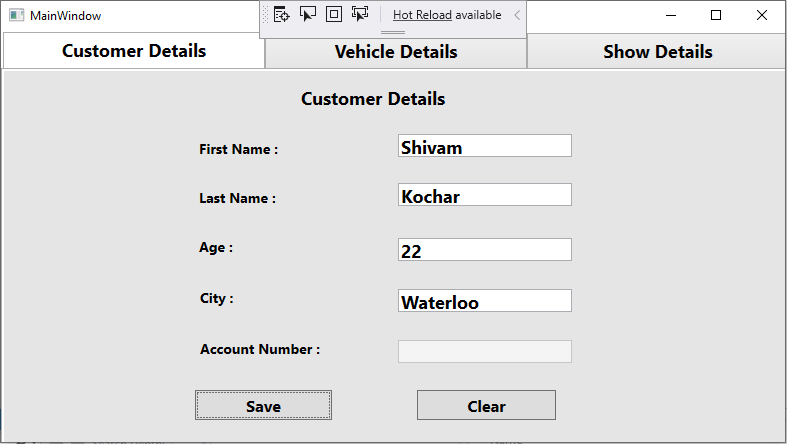 MainWindow
Hot Reload available
Customer Details
Vehicle Details
Show Details
Customer Details
First Name : Shivam
Last Name : Kochar
Age : 22
City : Waterloo
Account Number :
Save
Clear